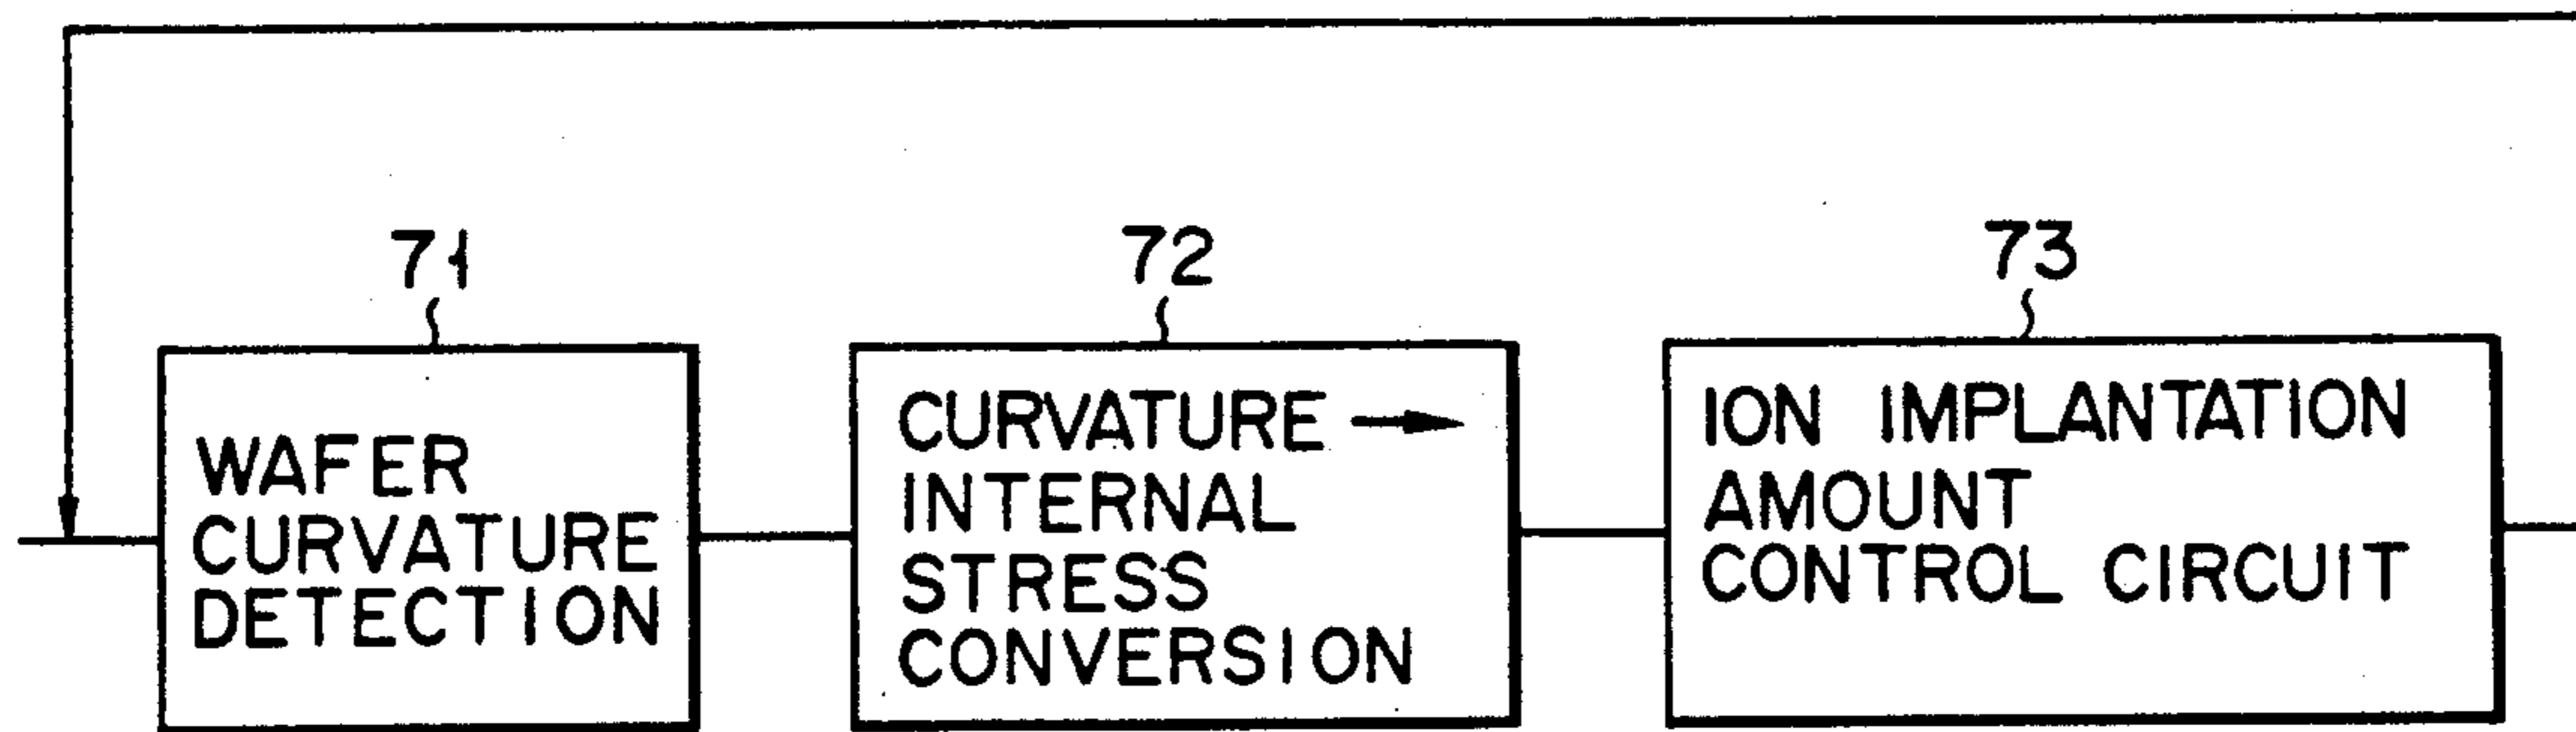 71
72
73
WAFER
CURVATURE
DETECTION
CURVATURE →
INTERNAL
STRESS
CONVERSION
ION IMPLANTATION
AMOUNT
CONTROL CIRCUIT